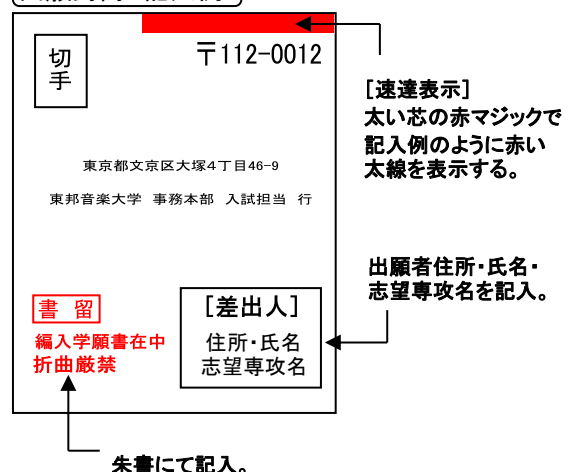 切
手
〒112-0012
[速達表示]
太い芯の赤マジックで
記入例のように赤い
太線を表示する。
東京都文京区大塚4丁目46-9
東邦音楽大学 事務本部 入試担当 行
出願者住所・氏名・
志望専攻名を記入。
書 留
編入学願書在中
折曲厳禁
[差出人]
住所・氏名
志望専攻名
朱書にて記入。